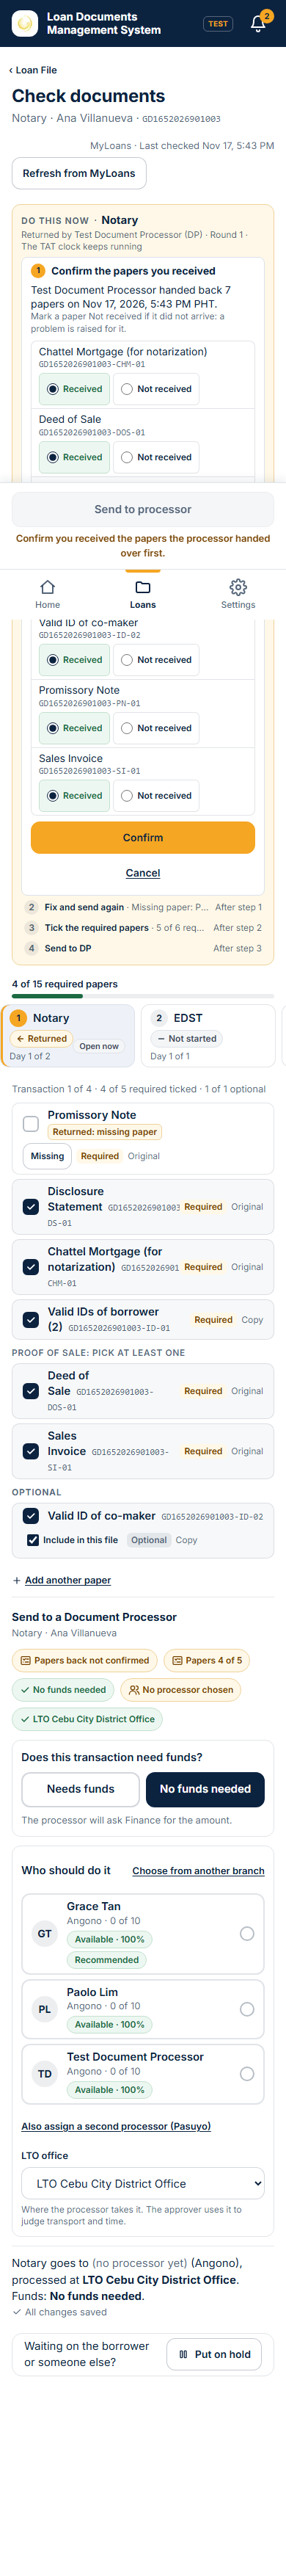 Loan Documents
Management System
TEST
2
‹ Loan File
Check documents
Notary · Ana Villanueva · GD1652026901003
MyLoans · Last checked Nov 17, 5:43 PM
Refresh from MyLoans
DO THIS NOW · Notary
Returned by Test Document Processor (DP) · Round 1 ·
The TAT clock keeps running
1 Confirm the papers you received
Test Document Processor handed back 7
papers on Nov 17, 2026, 5:43 PM PHT.
Mark a paper Not received if it did not arrive: a
problem is raised for it.
Chattel Mortgage (for notarization)
GD1652026901003-CHM-01
Received Not received
Deed of Sale
GD1652026901003-DOS-01
Received Not received
Send to processor
Confirm you received the papers the processor handed
over first.
Home Loans Settings
Valid ID of co-maker
GD1652026901003-ID-02
Received Not received
Promissory Note
GD1652026901003-PN-01
Received Not received
Sales Invoice
GD1652026901003-SI-01
Received Not received
Confirm
Cancel
2 Fix and send again · Missing paper: P... After step 1
3 Tick the required papers · 5 of 6 req... After step 2
4 Send to DP After step 3
4 of 15 required papers
1 Notary
← Returned
Open now
Day 1 of 2
2 EDST
– Not started
Day 1 of 1
Transaction 1 of 4 · 4 of 5 required ticked · 1 of 1 optional
Promissory Note
Returned: missing paper
Missing Required Original
Disclosure
Statement GD1652026901003 Required Original
DS-01
Chattel Mortgage (for
notarization) GD1652026901 Required Original
CHM-01
Valid IDs of borrower
(2) GD1652026901003-ID-01 Required Copy
PROOF OF SALE: PICK AT LEAST ONE
Deed of
Sale GD1652026901003- Required Original
DOS-01
Sales
Invoice GD1652026901003- Required Original
SI-01
OPTIONAL
Valid ID of co-maker GD1652026901003-ID-02
Include in this file Optional Copy
+ Add another paper
Send to a Document Processor
Notary · Ana Villanueva
Papers back not confirmed Papers 4 of 5
No funds needed No processor chosen
LTO Cebu City District Office
Does this transaction need funds?
Needs funds No funds needed
The processor will ask Finance for the amount.
Who should do it Choose from another branch
GT
Grace Tan
Angono · 0 of 10
Available · 100%
Recommended
PL
Paolo Lim
Angono · 0 of 10
Available · 100%
TD
Test Document Processor
Angono · 0 of 10
Available · 100%
Also assign a second processor (Pasuyo)
LTO office
LTO Cebu City District Office
Where the processor takes it. The approver uses it to
judge transport and time.
Notary goes to (no processor yet) (Angono),
processed at LTO Cebu City District Office.
Funds: No funds needed.
All changes saved
Waiting on the borrower
or someone else?
Put on hold